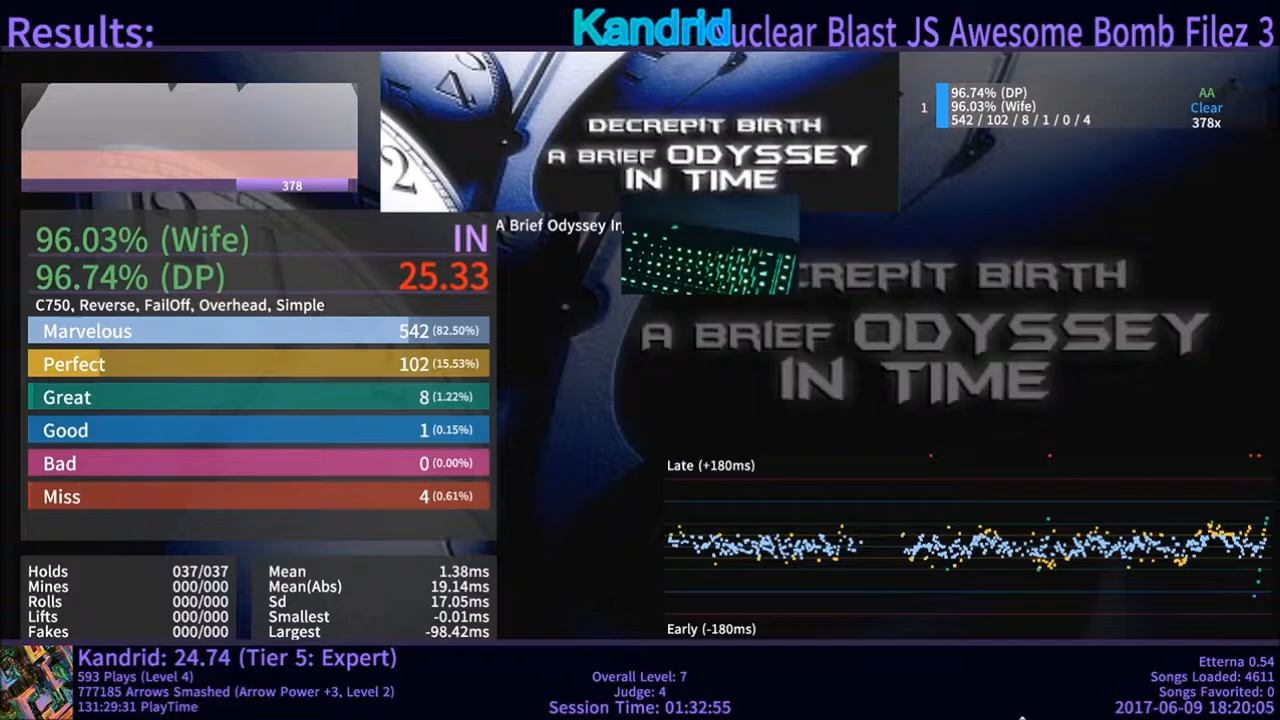 Results:
Kandrid
uclear Blast JS Awesome Bomb Filez 3
378
DECREPIT BIRTH
A BRIEF ODYSSEY
IN TIME
1
96.74% (DP)
96.03% (Wife)
542 / 102 / 8 / 1 / 0 / 4
AA
Clear
378x
96.03% (Wife) IN
96.74% (DP) 25.33
A Brief Odyssey In
C750, Reverse, FailOff, Overhead, Simple
Marvelous 542 (82.50%)
Perfect 102 (15.53%)
Great 8 (1.22%)
Good 1 (0.15%)
Bad 0 (0.00%)
Miss 4 (0.61%)
CREPIT BIRTH
A BRIEF ODYSSEY
IN TIME
Late (+180ms)
Early (-180ms)
Holds 037/037
Mines 000/000
Rolls 000/000
Lifts 000/000
Fakes 000/000
Mean 1.38ms
Mean(Abs) 19.14ms
Sd 17.05ms
Smallest -0.01ms
Largest -98.42ms
Kandrid: 24.74 (Tier 5: Expert)
593 Plays (Level 4)
777185 Arrows Smashed (Arrow Power +3, Level 2)
131:29:31 PlayTime
Overall Level: 7
Judge: 4
Session Time: 01:32:55
Etterna 0.54
Songs Loaded: 4611
Songs Favorited: 0
2017-06-09 18:20:05